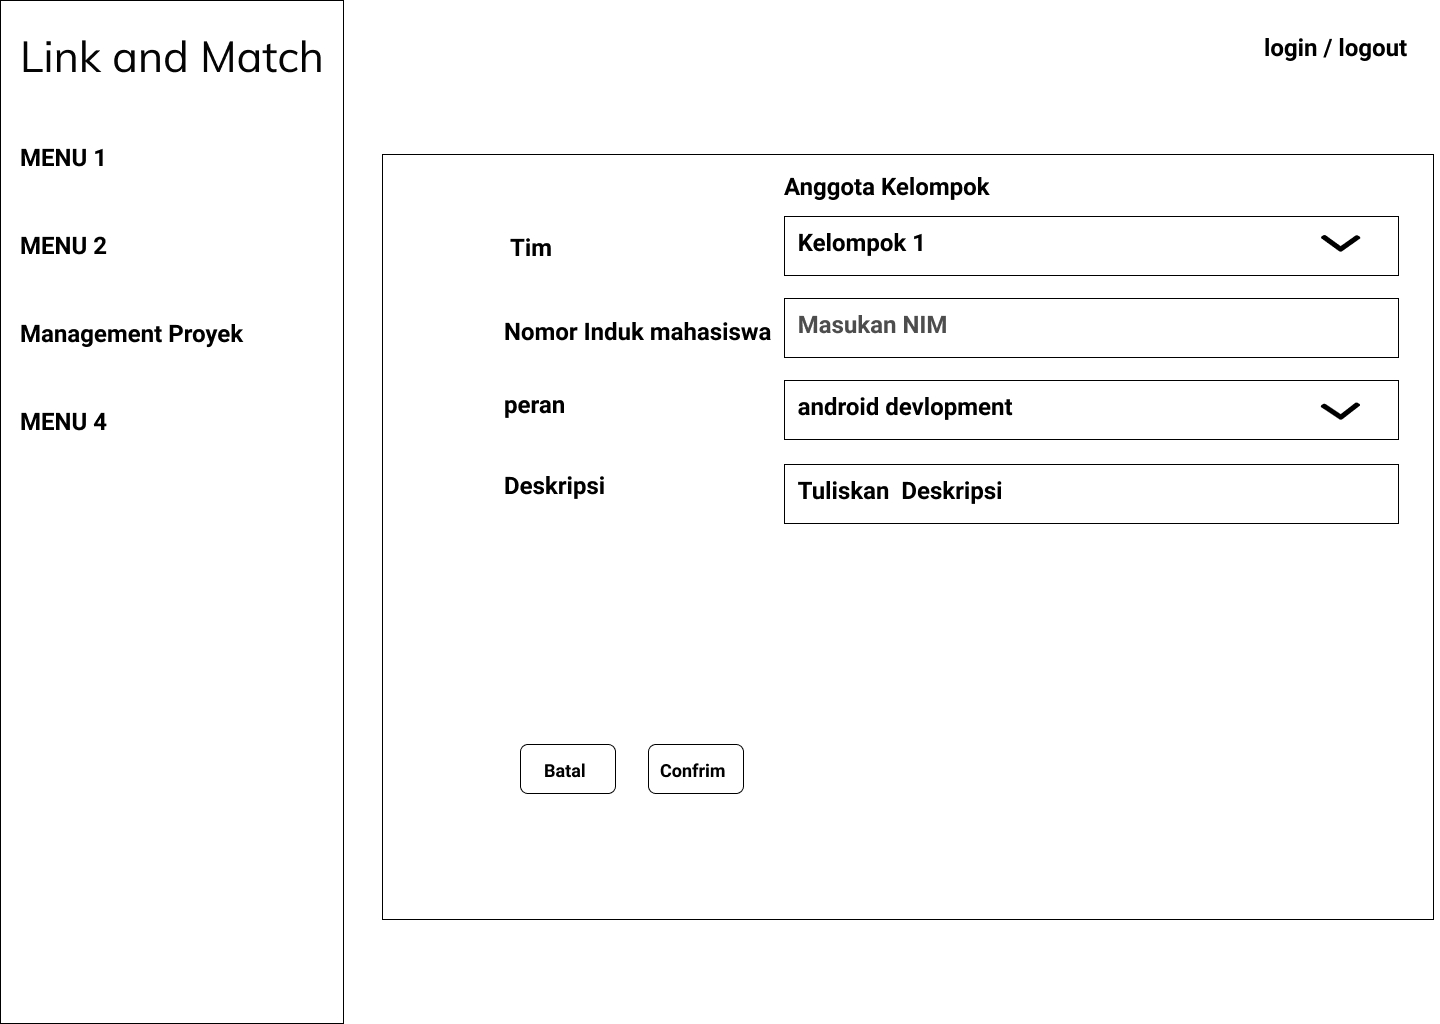 Link and Match
login / logout
MENU 1
MENU 2
Management Proyek
MENU 4
Anggota Kelompok
Tim
Kelompok 1
Nomor Induk mahasiswa
Masukan NIM
peran
android devlopment
Deskripsi
Tuliskan  Deskripsi
Batal
Confrim